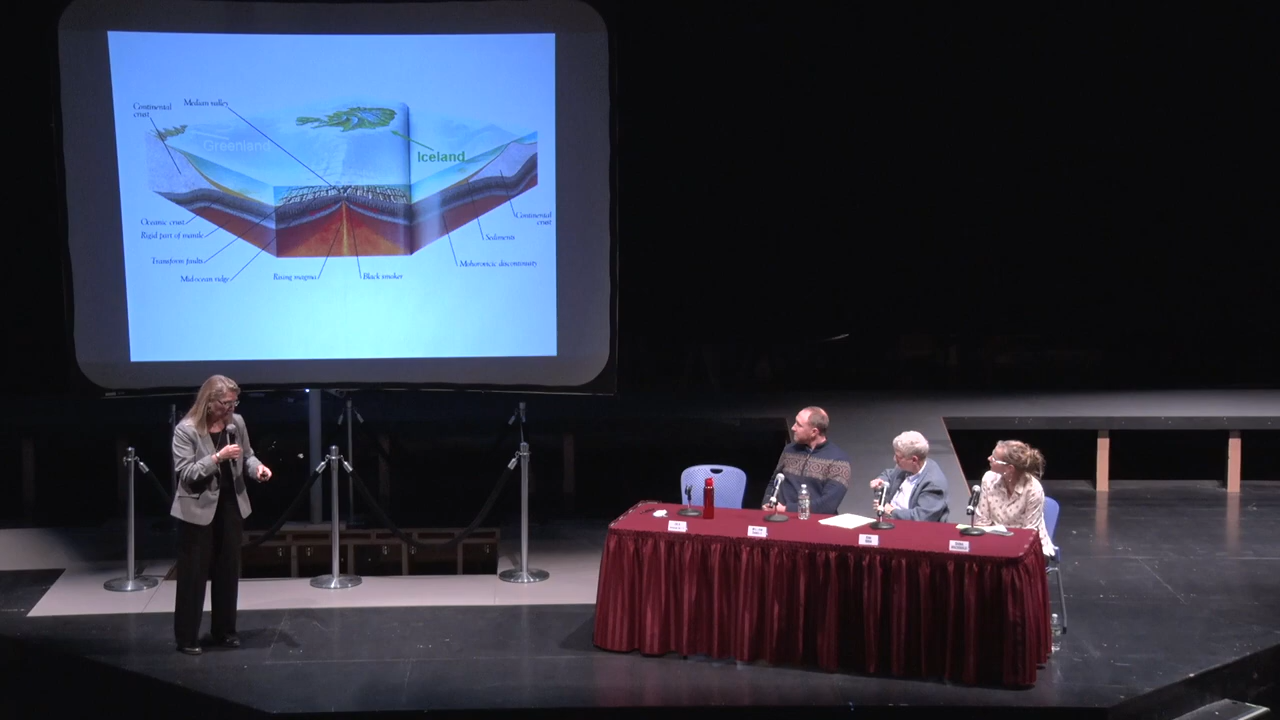 Continental
crust
Median valley
Greenland
Iceland
Continental
crust
Oceanic crust
Rigid part of mantle
Sediments
Transform faults
Mohorovicic discontinuity
Mid-ocean ridge
Rising magma
Black smoker